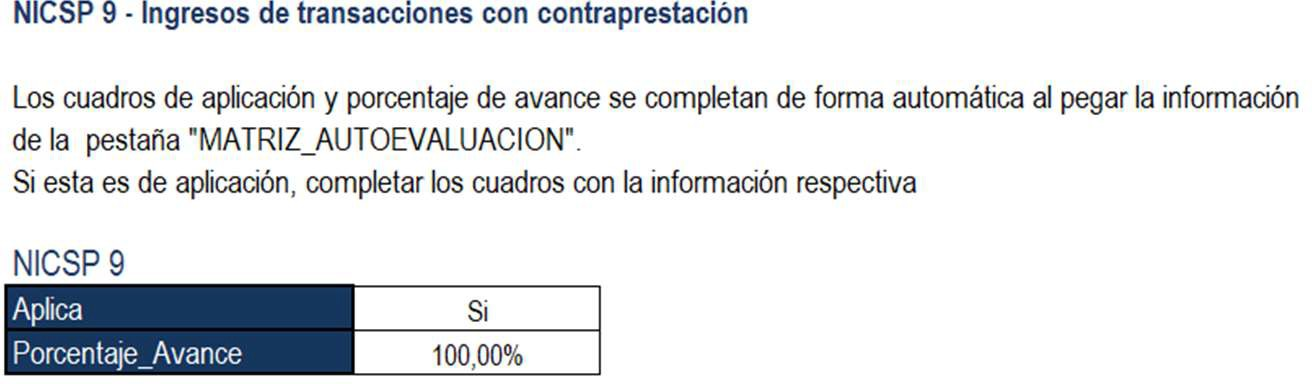 NICSP 9 - Ingresos de transacciones con contraprestación
Los cuadros de aplicación y porcentaje de avance se completan de forma automática al pegar la información
de la pestaña "MATRIZ_AUTOEVALUACION".
Si esta es de aplicación, completar los cuadros con la información respectiva
NICSP 9
Aplica Si
Porcentaje_Avance 100,00%